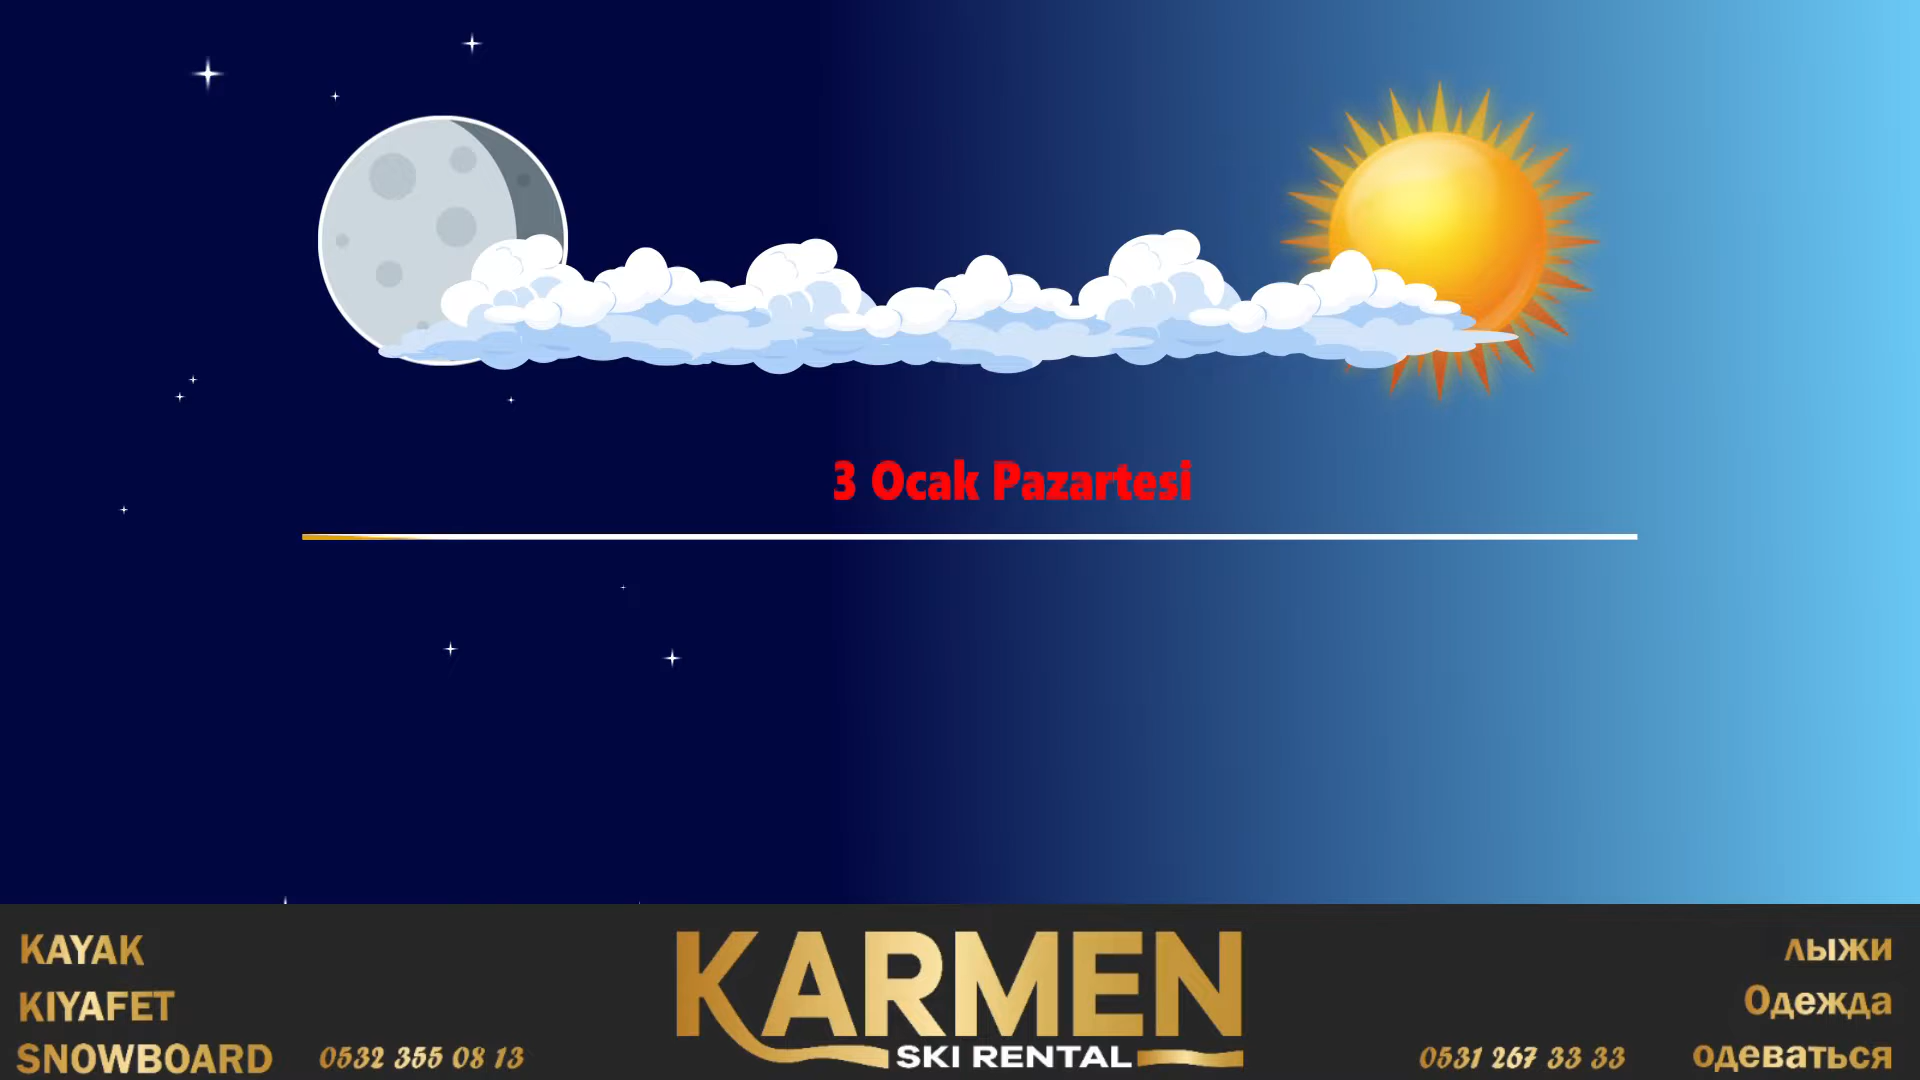 3 Ocak Pazartesi
KAYAK
KIYAFET
SNOWBOARD
0532 355 08 13
KARMEN
SKI RENTAL
0531 267 33 33
лыжи
Одежда
одеваться